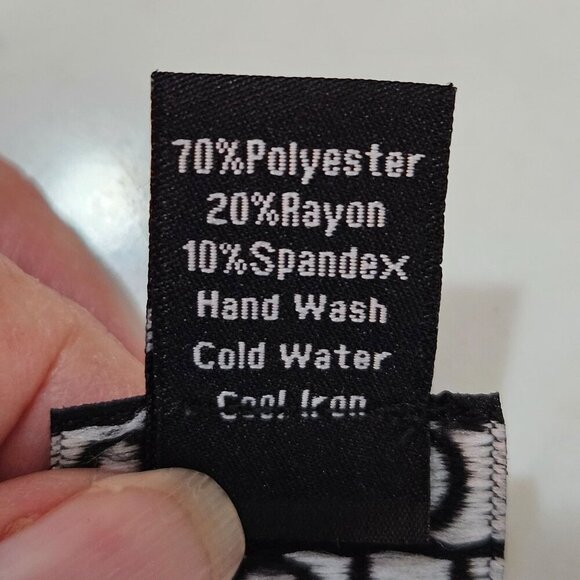 70%Polyester
20%Rayon
10%Spandex
Hand Wash
Cold Water
Cool Iron